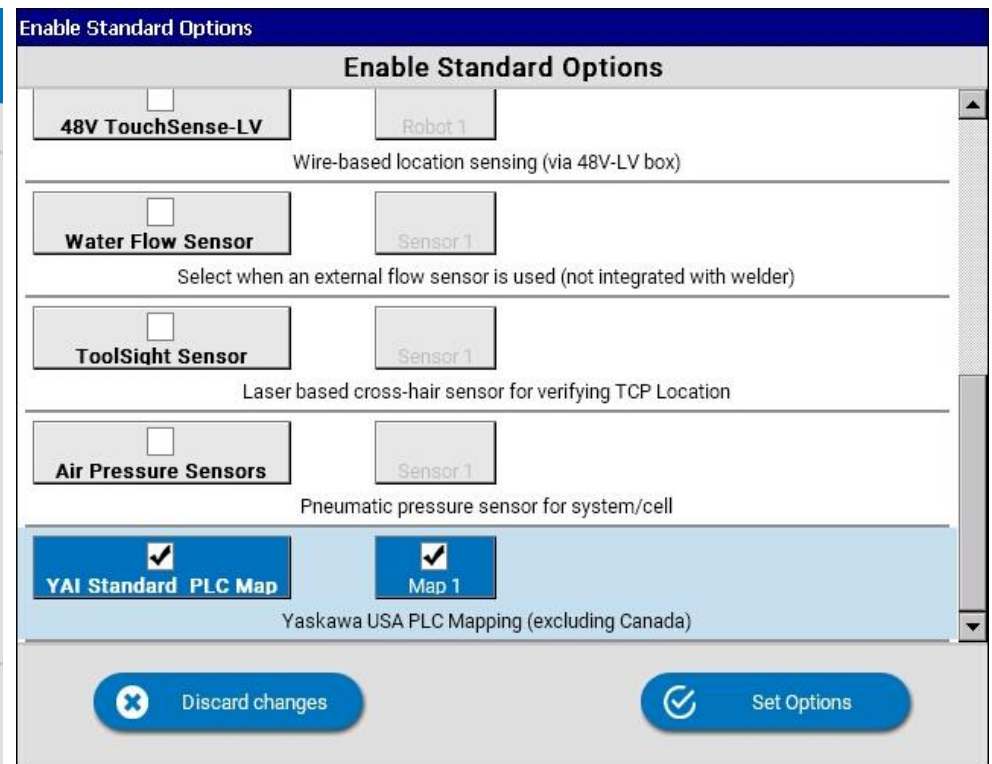 Enable Standard Options
Enable Standard Options
48V TouchSense-LV Robot 1
Wire-based location sensing (via 48V-LV box)
Water Flow Sensor Sensor 1
Select when an external flow sensor is used (not integrated with welder)
ToolSight Sensor Sensor 1
Laser based cross-hair sensor for verifying TCP Location
Air Pressure Sensors Sensor 1
Pneumatic pressure sensor for system/cell
YAI Standard PLC Map Map 1
Yaskawa USA PLC Mapping (excluding Canada)
Discard changes Set Options